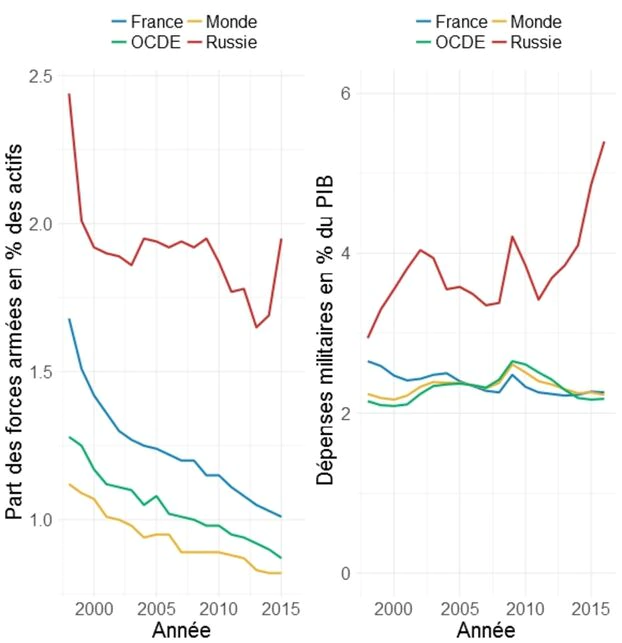 France Monde
OCDE Russie
Part des forces armées en % des actifs
2.5
2.0
1.5
1.0
2000 2005 2010 2015
Année
France Monde
OCDE Russie
Dépenses militaires en % du PIB
6
4
2
0
2000 2005 2010 2015
Année